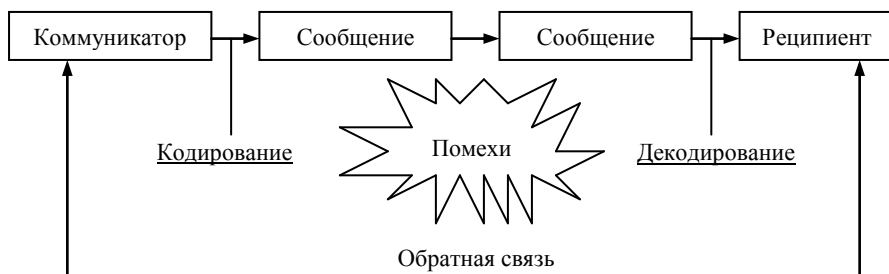 Коммуникатор
Сообщение
Сообщение
Реципиент
Кодирование
Помехи
Декодирование
Обратная связь